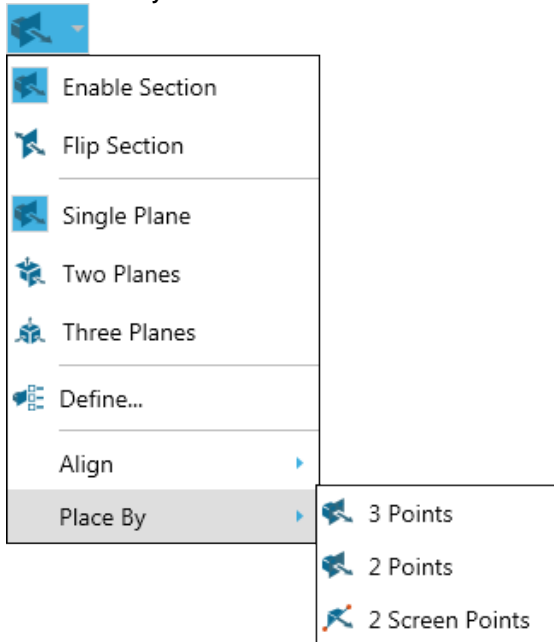 Enable Section
Flip Section
Single Plane
Two Planes
Three Planes
Define...
Align
Place By
3 Points
2 Points
2 Screen Points